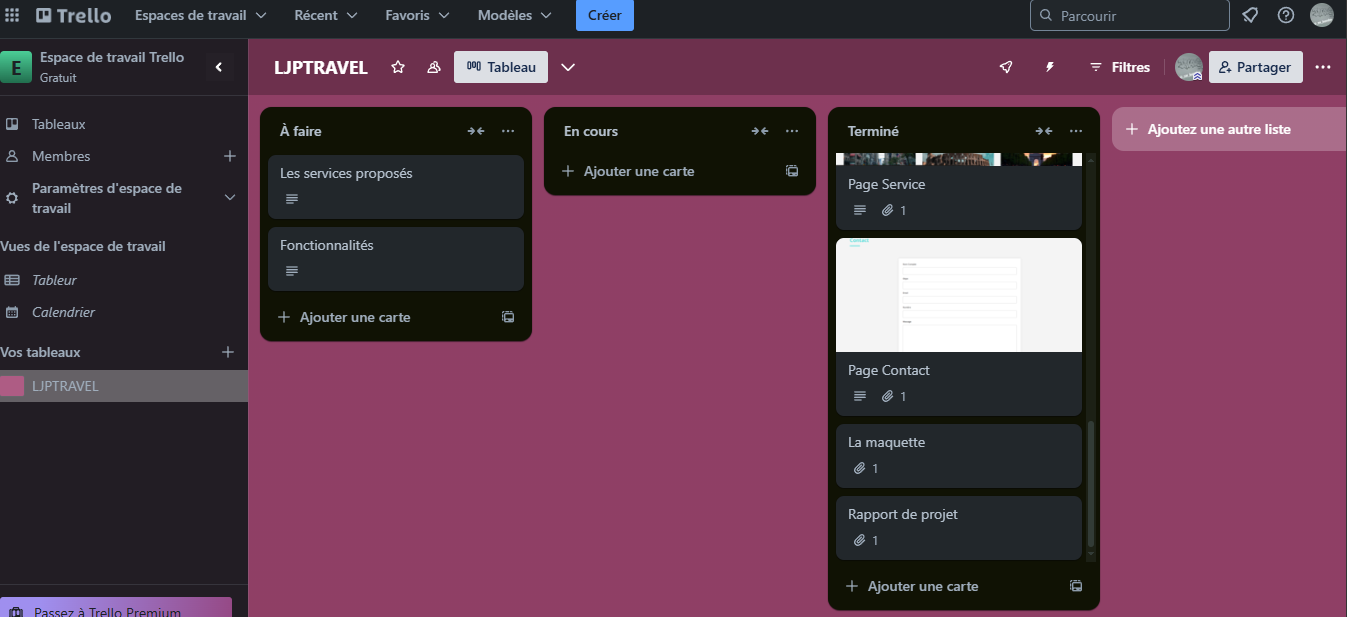 Trello
Espaces de travail
Récent
Favoris
Modèles
Créer
Parcourir
E
Espace de travail Trello
Gratuit
Tableaux
Membres
Paramètres d'espace de
travail
Vues de l'espace de travail
Tableur
Calendrier
Vos tableaux
LJPTRAVEL
Passez à Trello Premium
LJPTRAVEL
Tableau
Filtres
Partager
À faire
Les services proposés
Fonctionnalités
+ Ajouter une carte
En cours
+ Ajouter une carte
Terminé
Page Service
1
Contact
Page Contact
1
La maquette
1
Rapport de projet
1
+ Ajouter une carte
+ Ajoutez une autre liste